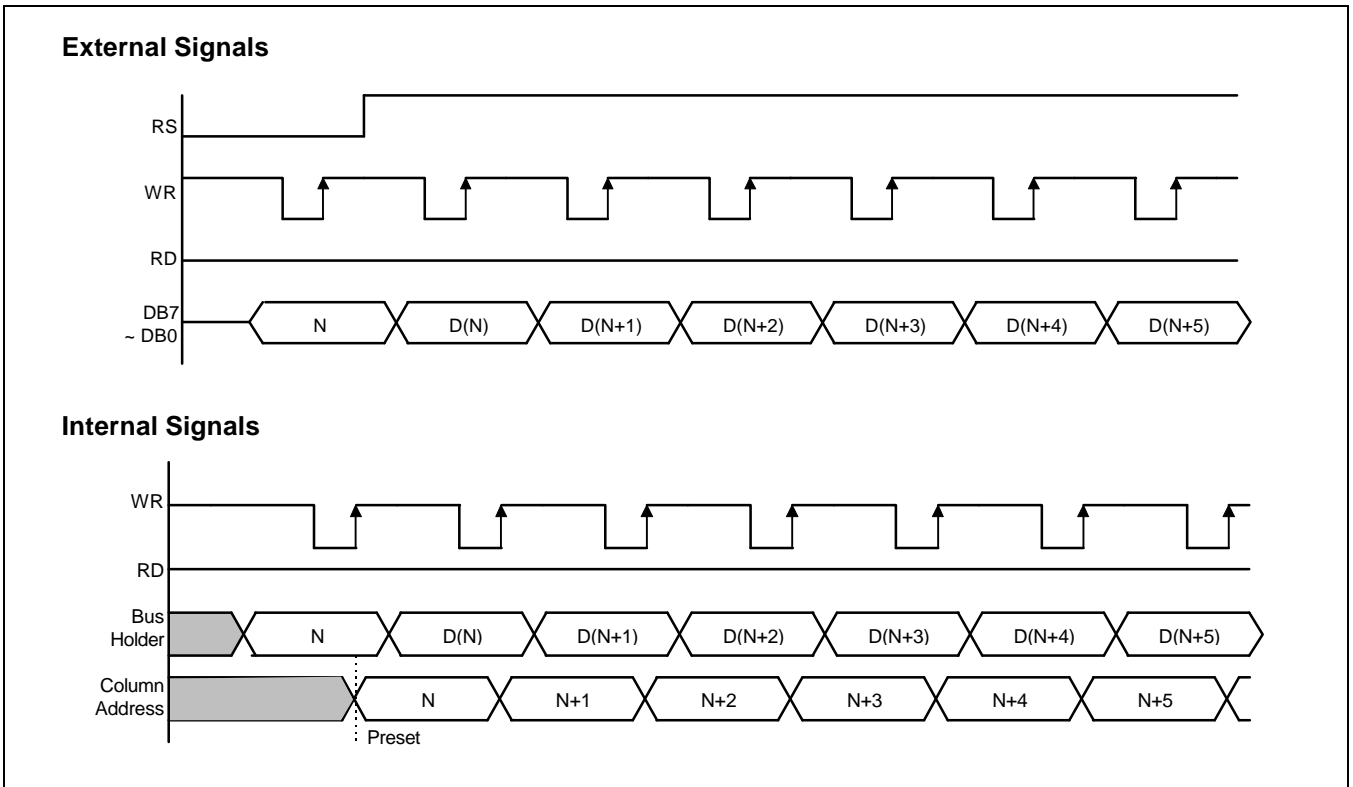 External Signals
RS
WR
RD
DB7
~ DB0
N D(N) D(N+1) D(N+2) D(N+3) D(N+4) D(N+5)
Internal Signals
WR
RD
Bus
Holder
N D(N) D(N+1) D(N+2) D(N+3) D(N+4) D(N+5)
Column
Address
N N+1 N+2 N+3 N+4 N+5
Preset